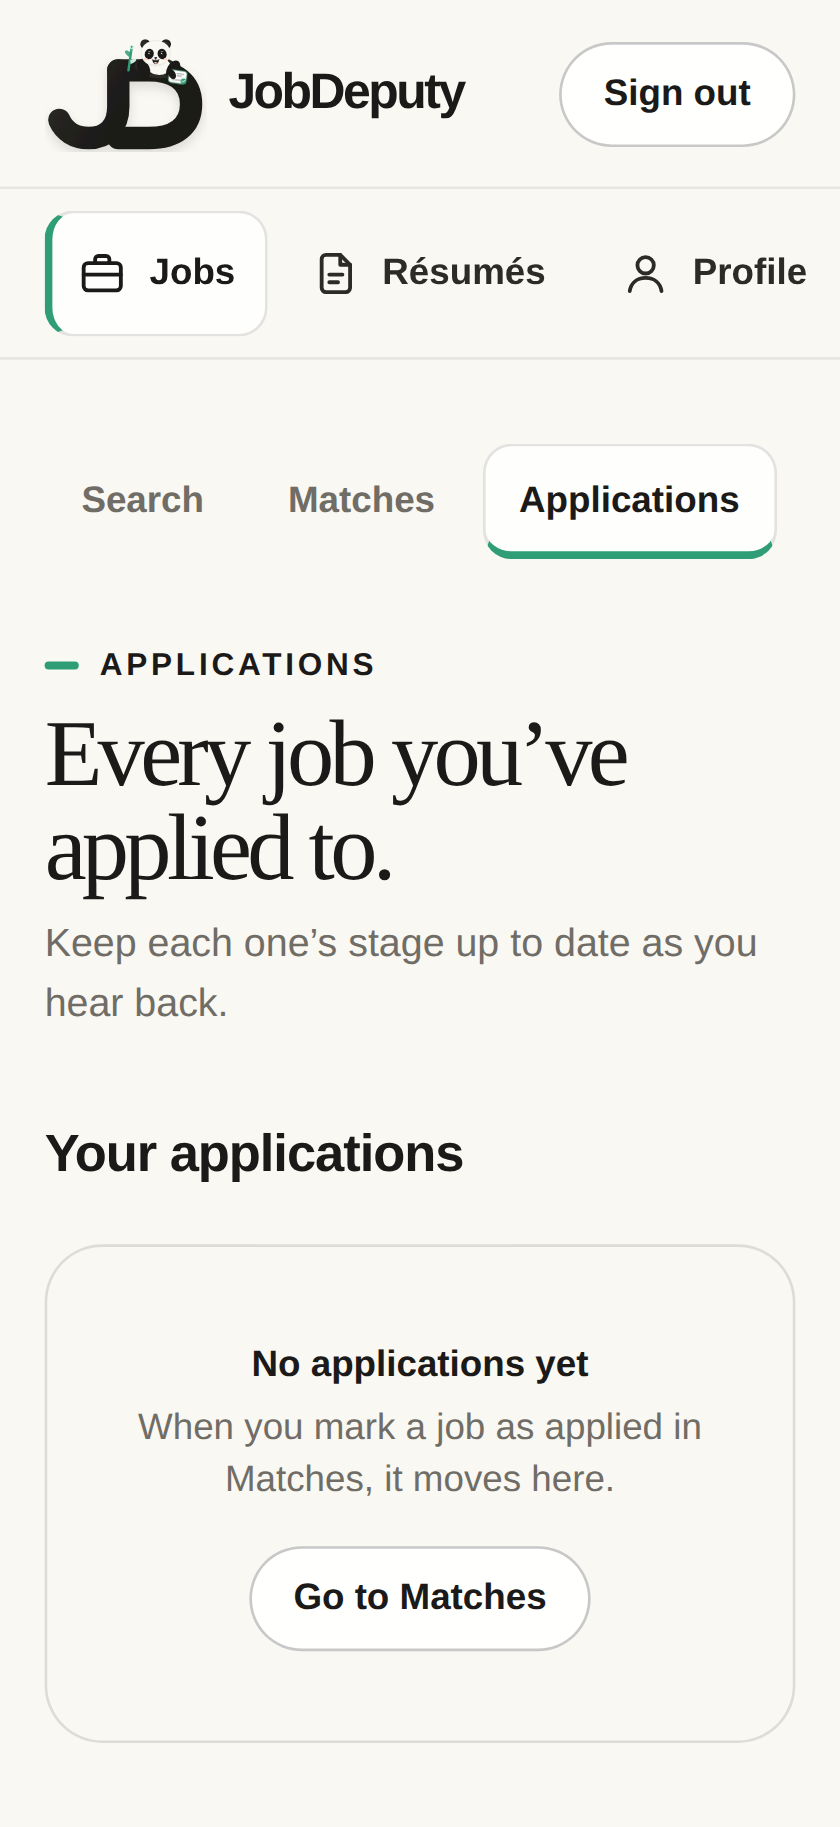 JD
JobDeputy
Sign out
Jobs
Résumés
Profile
Search
Matches
Applications
APPLICATIONS
Every job you’ve
applied to.
Keep each one’s stage up to date as you
hear back.
Your applications
No applications yet
When you mark a job as applied in
Matches, it moves here.
Go to Matches